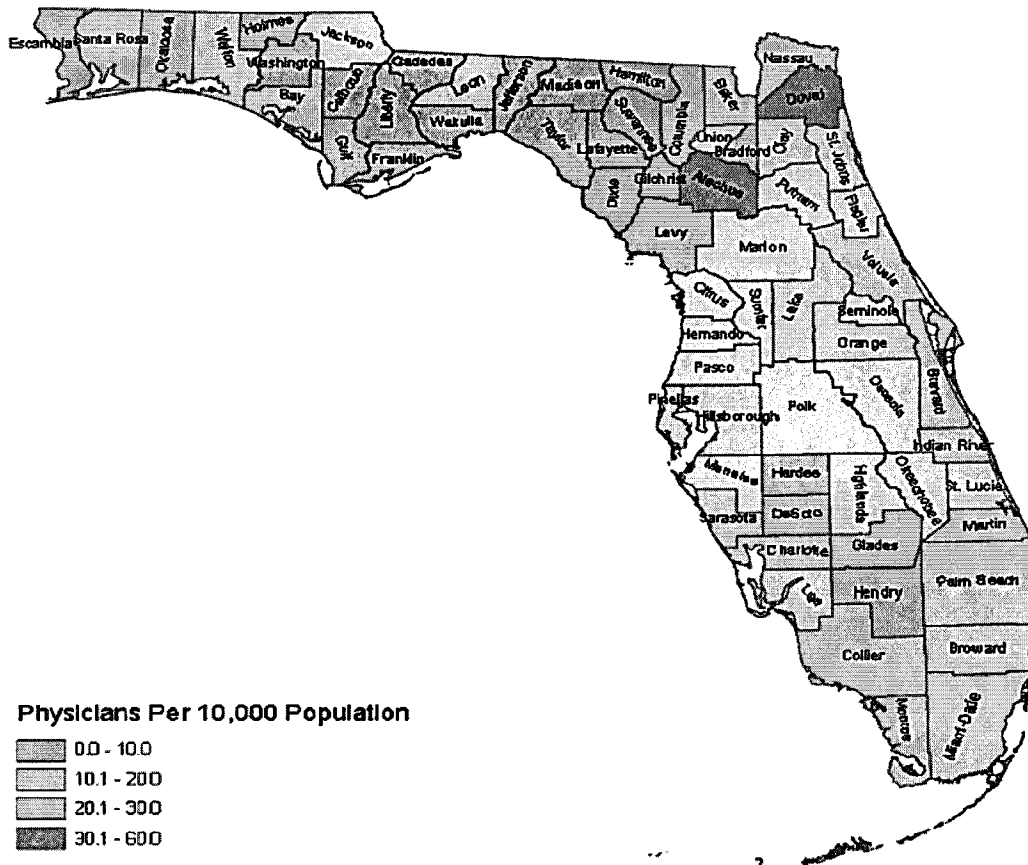 Escambia
Santa Rosa
Okaloosa
Walton
Holmes
Jackson
Washington
Bay
Calhoun
Gulf
Liberty
Gadsden
Leon
Wakulla
Franklin
Jefferson
Madison
Taylor
Hamilton
Suwannee
Lafayette
Dixie
Columbia
Gilchrist
Levy
Baker
Union
Bradford
Alachua
Nassau
Duval
Clay
St. Johns
Putnam
Flagler
Marion
Volusia
Citrus
Sumter
Lake
Seminole
Hernando
Orange
Pasco
Brevard
Pinellas
Hillsborough
Polk
Osceola
Indian River
Manatee
Hardee
Highlands
Okeechobee
St. Lucie
Sarasota
DeSoto
Martin
Charlotte
Glades
Lee
Hendry
Palm Beach
Collier
Broward
Monroe
Miami-Dade
Physicians Per 10,000 Population
0.0 - 10.0
10.1 - 20.0
20.1 - 30.0
30.1 - 60.0